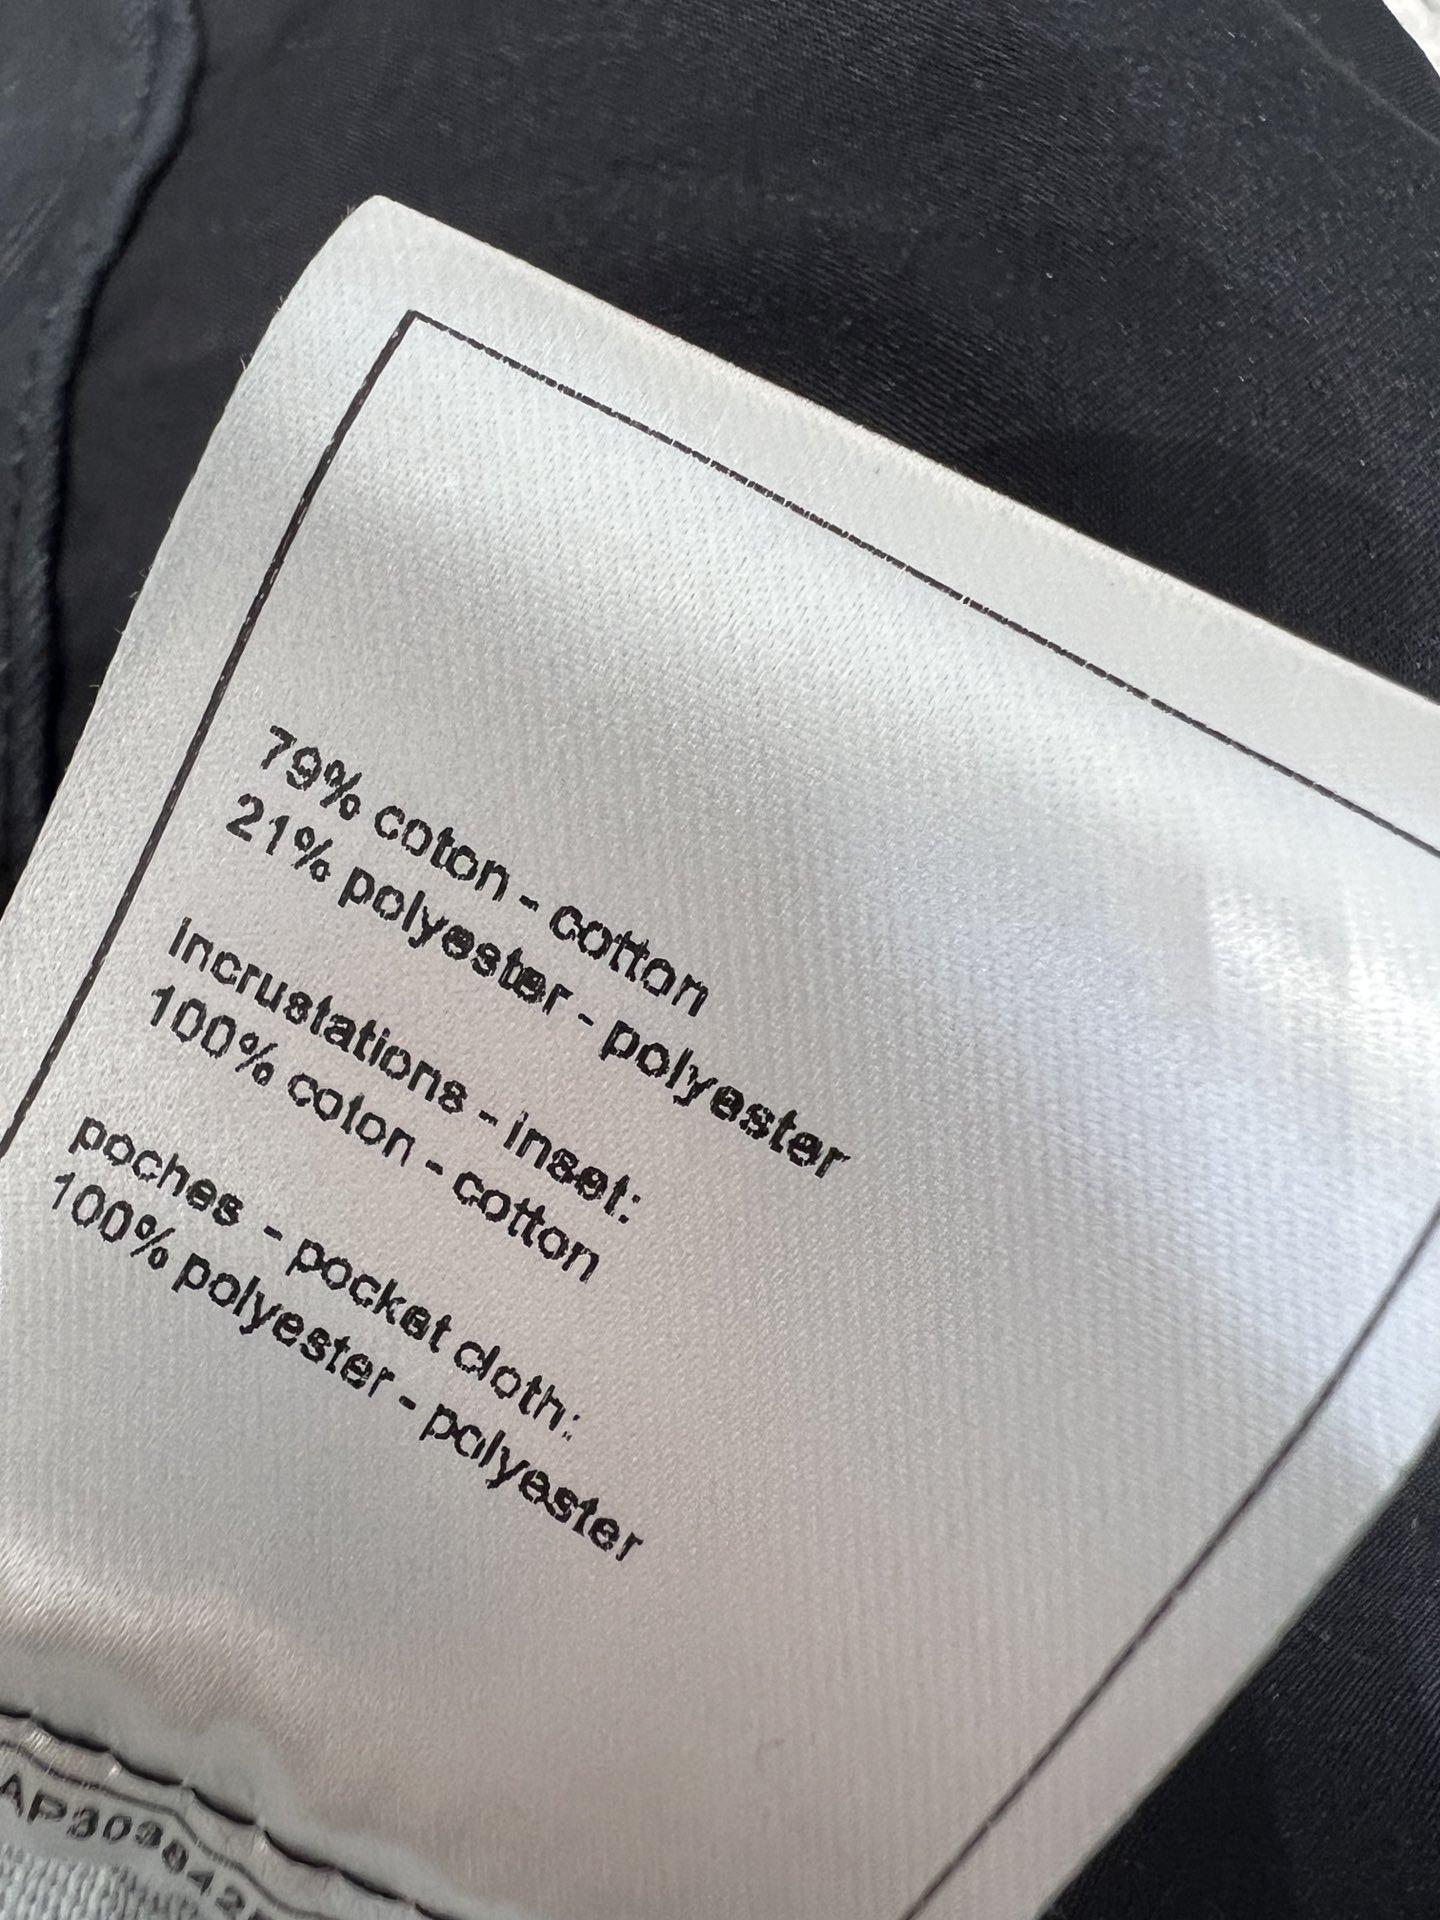 79% coton - cotton
21% polyester - polyester
incrustations - inset:
100% coton - cotton
poches - pocket cloth:
100% polyester - polyester